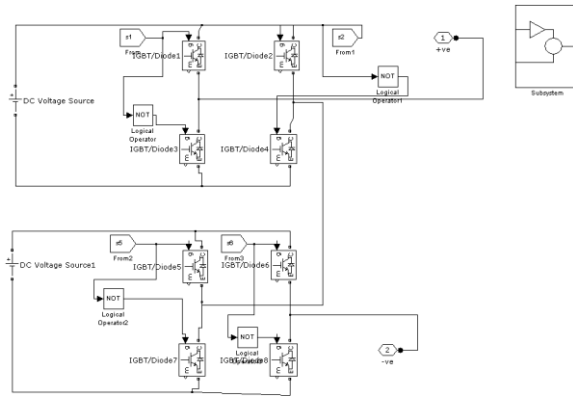 s1
From
s2
From1
1
+ve
Subsystem
IGBT/Diode1
IGBT/Diode2
g
C
E
m
g
C
E
m
DC Voltage Source
+
NOT
Logical
Operator1
NOT
Logical
Operator
IGBT/Diode3
IGBT/Diode4
g
C
E
m
g
C
E
m
s5
From2
s6
From3
IGBT/Diode5
IGBT/Diode6
g
C
E
m
g
C
E
m
DC Voltage Source1
+
NOT
Logical
Operator2
NOT
Logical
IGBT/Diode7
IGBT/Diode8
g
C
E
m
g
C
E
m
2
-ve